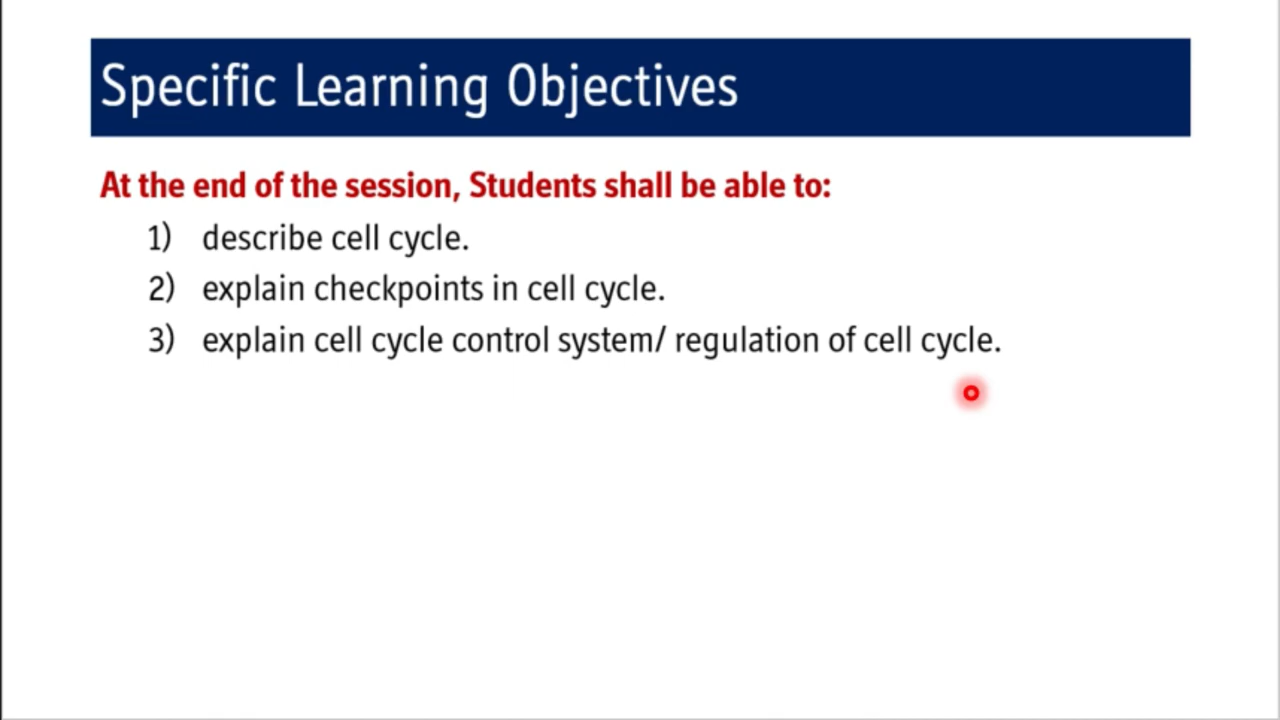 Specific Learning Objectives
At the end of the session, Students shall be able to:
1) describe cell cycle.
2) explain checkpoints in cell cycle.
3) explain cell cycle control system/ regulation of cell cycle.